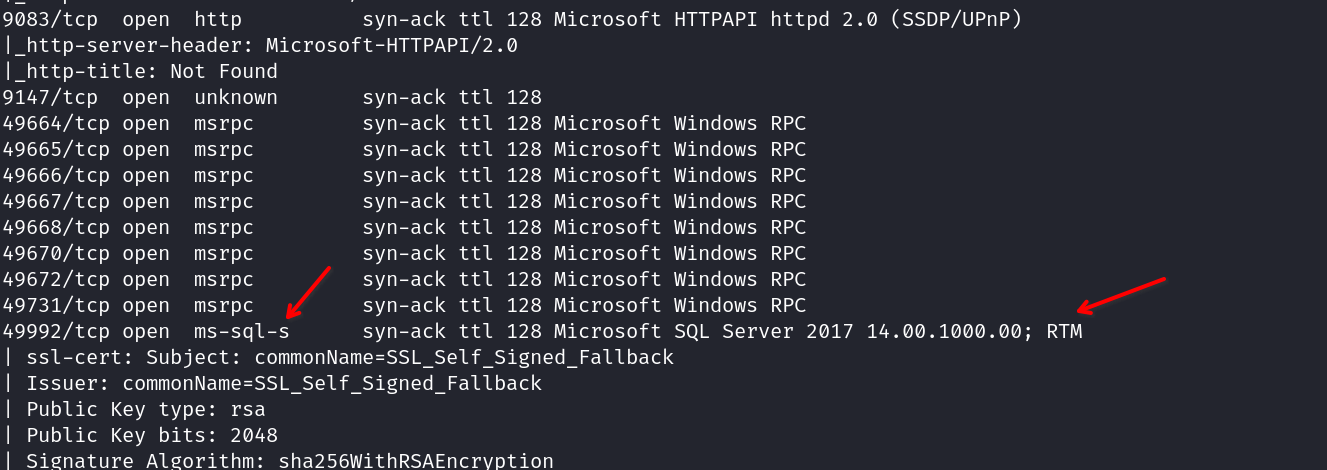 9083/tcp  open  http          syn-ack ttl 128 Microsoft HTTPAPI httpd 2.0 (SSDP/UPnP)
|_http-server-header: Microsoft-HTTPAPI/2.0
|_http-title: Not Found
9147/tcp  open  unknown       syn-ack ttl 128
49664/tcp open  msrpc         syn-ack ttl 128 Microsoft Windows RPC
49665/tcp open  msrpc         syn-ack ttl 128 Microsoft Windows RPC
49666/tcp open  msrpc         syn-ack ttl 128 Microsoft Windows RPC
49667/tcp open  msrpc         syn-ack ttl 128 Microsoft Windows RPC
49668/tcp open  msrpc         syn-ack ttl 128 Microsoft Windows RPC
49670/tcp open  msrpc         syn-ack ttl 128 Microsoft Windows RPC
49672/tcp open  msrpc         syn-ack ttl 128 Microsoft Windows RPC
49731/tcp open  msrpc         syn-ack ttl 128 Microsoft Windows RPC
49992/tcp open  ms-sql-s      syn-ack ttl 128 Microsoft SQL Server 2017 14.00.1000.00; RTM
| ssl-cert: Subject: commonName=SSL_Self_Signed_Fallback
| Issuer: commonName=SSL_Self_Signed_Fallback
| Public Key type: rsa
| Public Key bits: 2048
| Signature Algorithm: sha256WithRSAEncryption